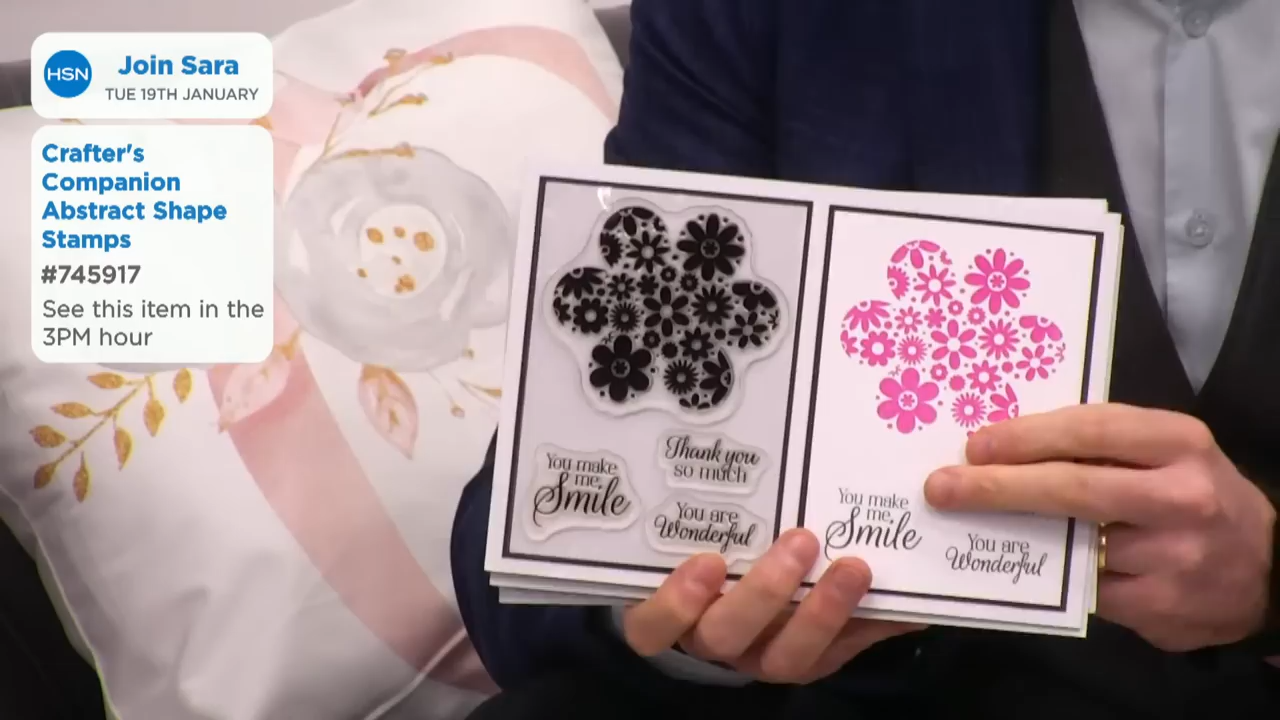 HSN
Join Sara
TUE 19TH JANUARY
Crafter's
Companion
Abstract Shape
Stamps
#745917
See this item in the
3PM hour
Thank you
so much
You make
me
Smile
You are
Wonderful
You make
me
Smile
You are
Wonderful